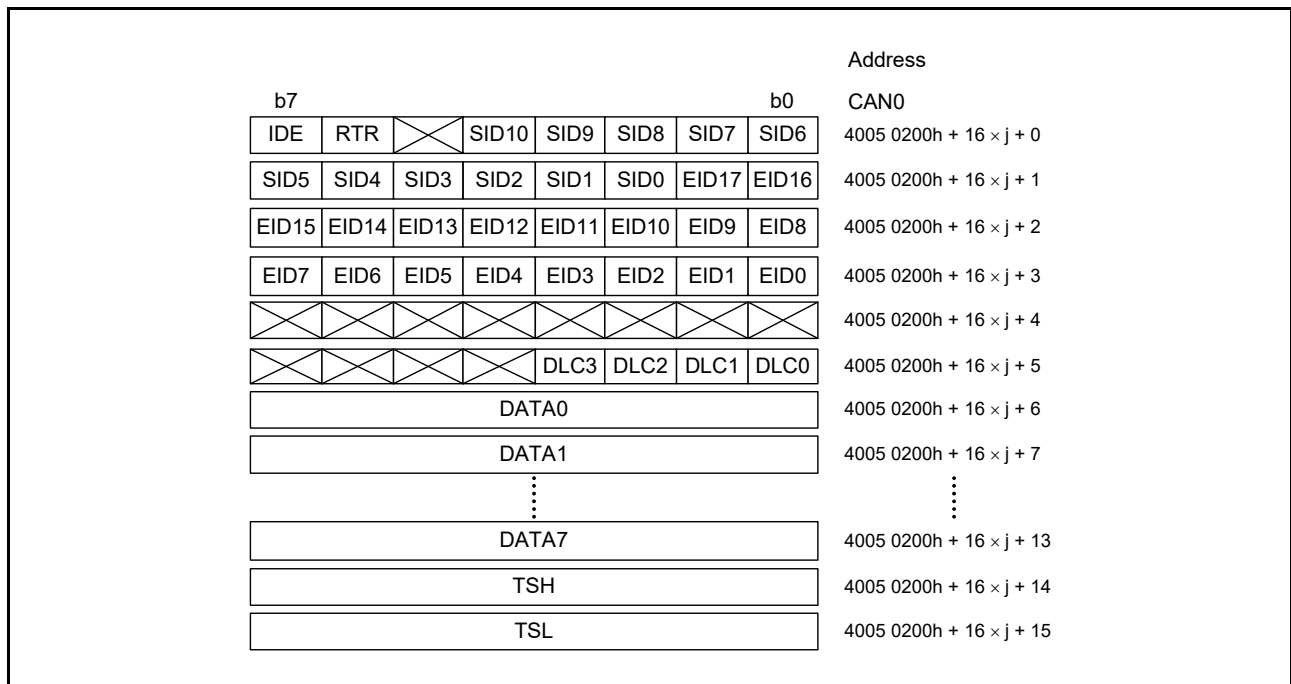 Address
b7 b0 CAN0
IDE RTR SID10 SID9 SID8 SID7 SID6 4005 0200h + 16 × j + 0
SID5 SID4 SID3 SID2 SID1 SID0 EID17 EID16 4005 0200h + 16 × j + 1
EID15 EID14 EID13 EID12 EID11 EID10 EID9 EID8 4005 0200h + 16 × j + 2
EID7 EID6 EID5 EID4 EID3 EID2 EID1 EID0 4005 0200h + 16 × j + 3
4005 0200h + 16 × j + 4
DLC3 DLC2 DLC1 DLC0 4005 0200h + 16 × j + 5
DATA0 4005 0200h + 16 × j + 6
DATA1 4005 0200h + 16 × j + 7
DATA7 4005 0200h + 16 × j + 13
TSH 4005 0200h + 16 × j + 14
TSL 4005 0200h + 16 × j + 15